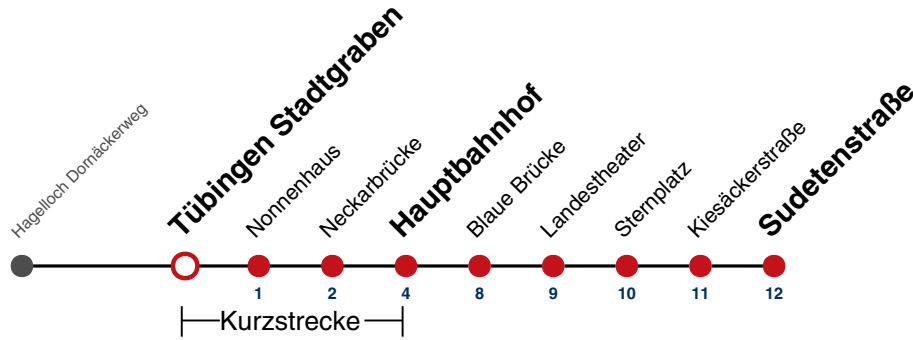 Hagelloch Dornäckerweg
Tübingen Stadtgraben
Nonnenhaus
Neckarbrücke
Hauptbahnhof
Blaue Brücke
Landestheater
Sternplatz
Kiesäckerstraße
Sudetenstraße
1 2 4 8 9 10 11 12
Kurzstrecke